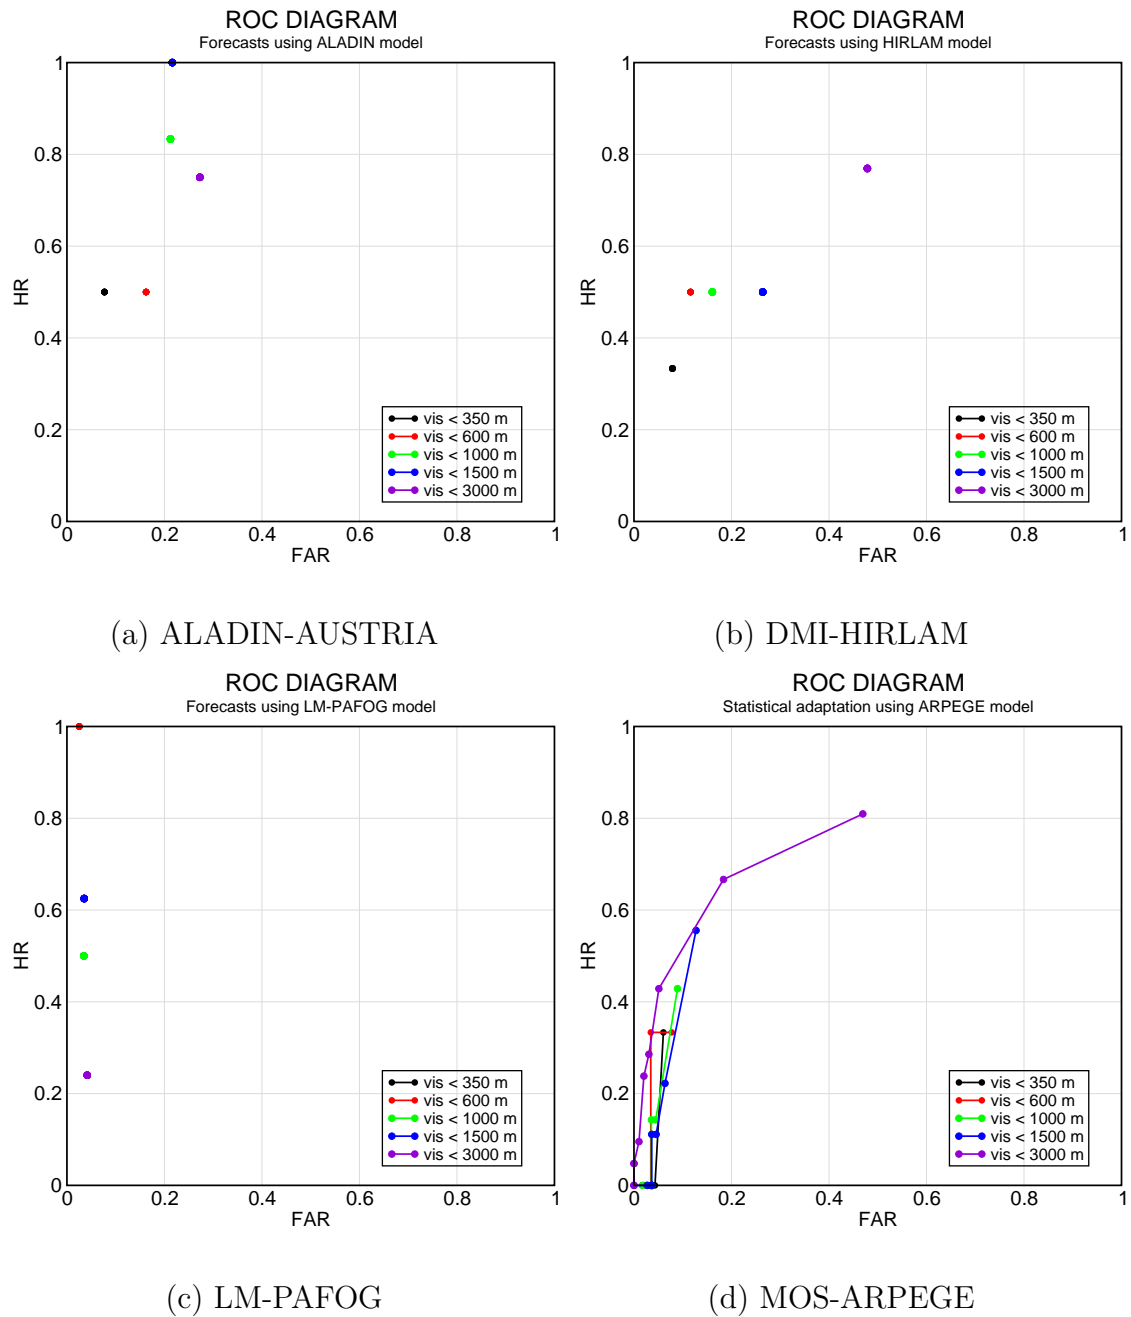 ROC DIAGRAM
Forecasts using ALADIN model
1
0.8
0.6
HR
0.4
0.2
0
vis < 350 m
vis < 600 m
vis < 1000 m
vis < 1500 m
vis < 3000 m
0 0.2 0.4 0.6 0.8 1
FAR
(a) ALADIN-AUSTRIA
ROC DIAGRAM
Forecasts using HIRLAM model
1
0.8
0.6
HR
0.4
0.2
0
vis < 350 m
vis < 600 m
vis < 1000 m
vis < 1500 m
vis < 3000 m
0 0.2 0.4 0.6 0.8 1
FAR
(b) DMI-HIRLAM
ROC DIAGRAM
Forecasts using LM-PAFOG model
1
0.8
0.6
HR
0.4
0.2
0
vis < 350 m
vis < 600 m
vis < 1000 m
vis < 1500 m
vis < 3000 m
0 0.2 0.4 0.6 0.8 1
FAR
(c) LM-PAFOG
ROC DIAGRAM
Statistical adaptation using ARPEGE model
1
0.8
0.6
HR
0.4
0.2
0
vis < 350 m
vis < 600 m
vis < 1000 m
vis < 1500 m
vis < 3000 m
0 0.2 0.4 0.6 0.8 1
FAR
(d) MOS-ARPEGE